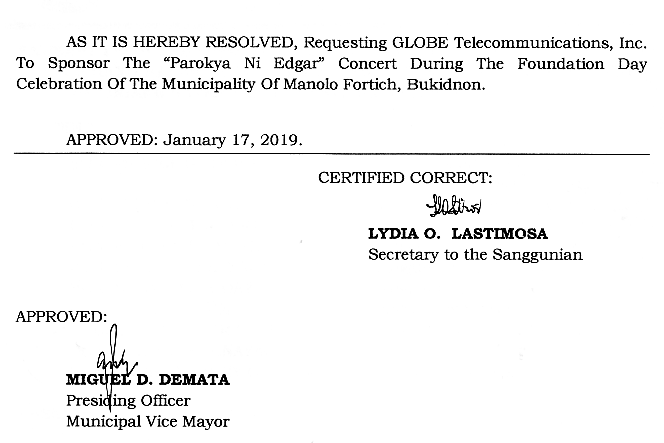 AS IT IS HEREBY RESOLVED, Requesting GLOBE Telecommunications, Inc.
To Sponsor The “Parokya Ni Edgar” Concert During The Foundation Day
Celebration Of The Municipality Of Manolo Fortich, Bukidnon.
APPROVED: January 17, 2019.
CERTIFIED CORRECT:
LYDIA O. LASTIMOSA
Secretary to the Sanggunian
APPROVED:
MIGUEL D. DEMATA
Presiding Officer
Municipal Vice Mayor